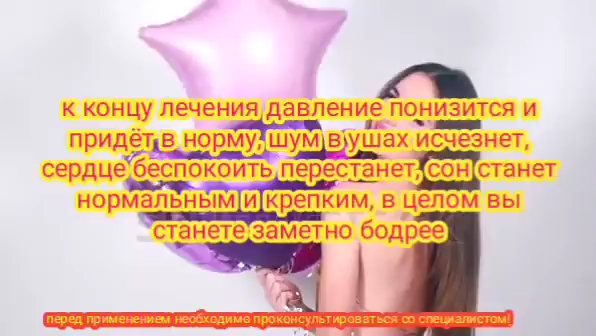 к концу лечения давление понизится и
придёт в норму, шум в ушах исчезнет,
сердце беспокоить перестанет, сон станет
нормальным и крепким, в целом вы
станете заметно бодрее
перед применением необходимо проконсультироваться со специалистом!